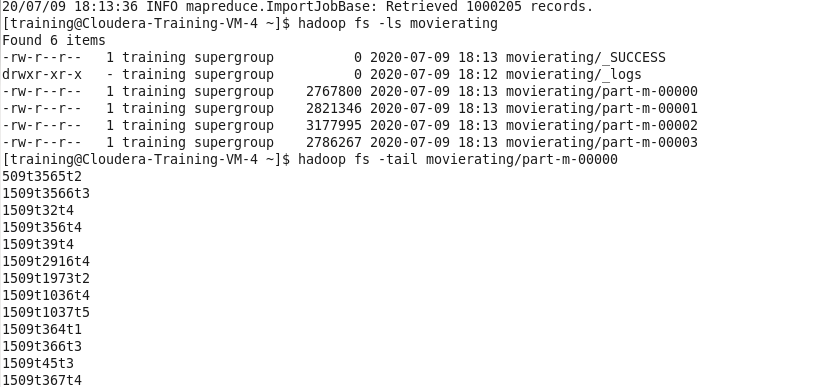 20/07/09 18:13:36 INFO mapreduce.ImportJobBase: Retrieved 1000205 records.
[training@Cloudera-Training-VM-4 ~]$ hadoop fs -ls movierating
Found 6 items
-rw-r--r--   1 training supergroup          0 2020-07-09 18:13 movierating/_SUCCESS
drwxr-xr-x   - training supergroup          0 2020-07-09 18:12 movierating/_logs
-rw-r--r--   1 training supergroup    2767800 2020-07-09 18:13 movierating/part-m-00000
-rw-r--r--   1 training supergroup    2821346 2020-07-09 18:13 movierating/part-m-00001
-rw-r--r--   1 training supergroup    3177995 2020-07-09 18:13 movierating/part-m-00002
-rw-r--r--   1 training supergroup    2786267 2020-07-09 18:13 movierating/part-m-00003
[training@Cloudera-Training-VM-4 ~]$ hadoop fs -tail movierating/part-m-00000
509t3565t2
1509t3566t3
1509t32t4
1509t356t4
1509t39t4
1509t2916t4
1509t1973t2
1509t1036t4
1509t1037t5
1509t364t1
1509t366t3
1509t45t3
1509t367t4